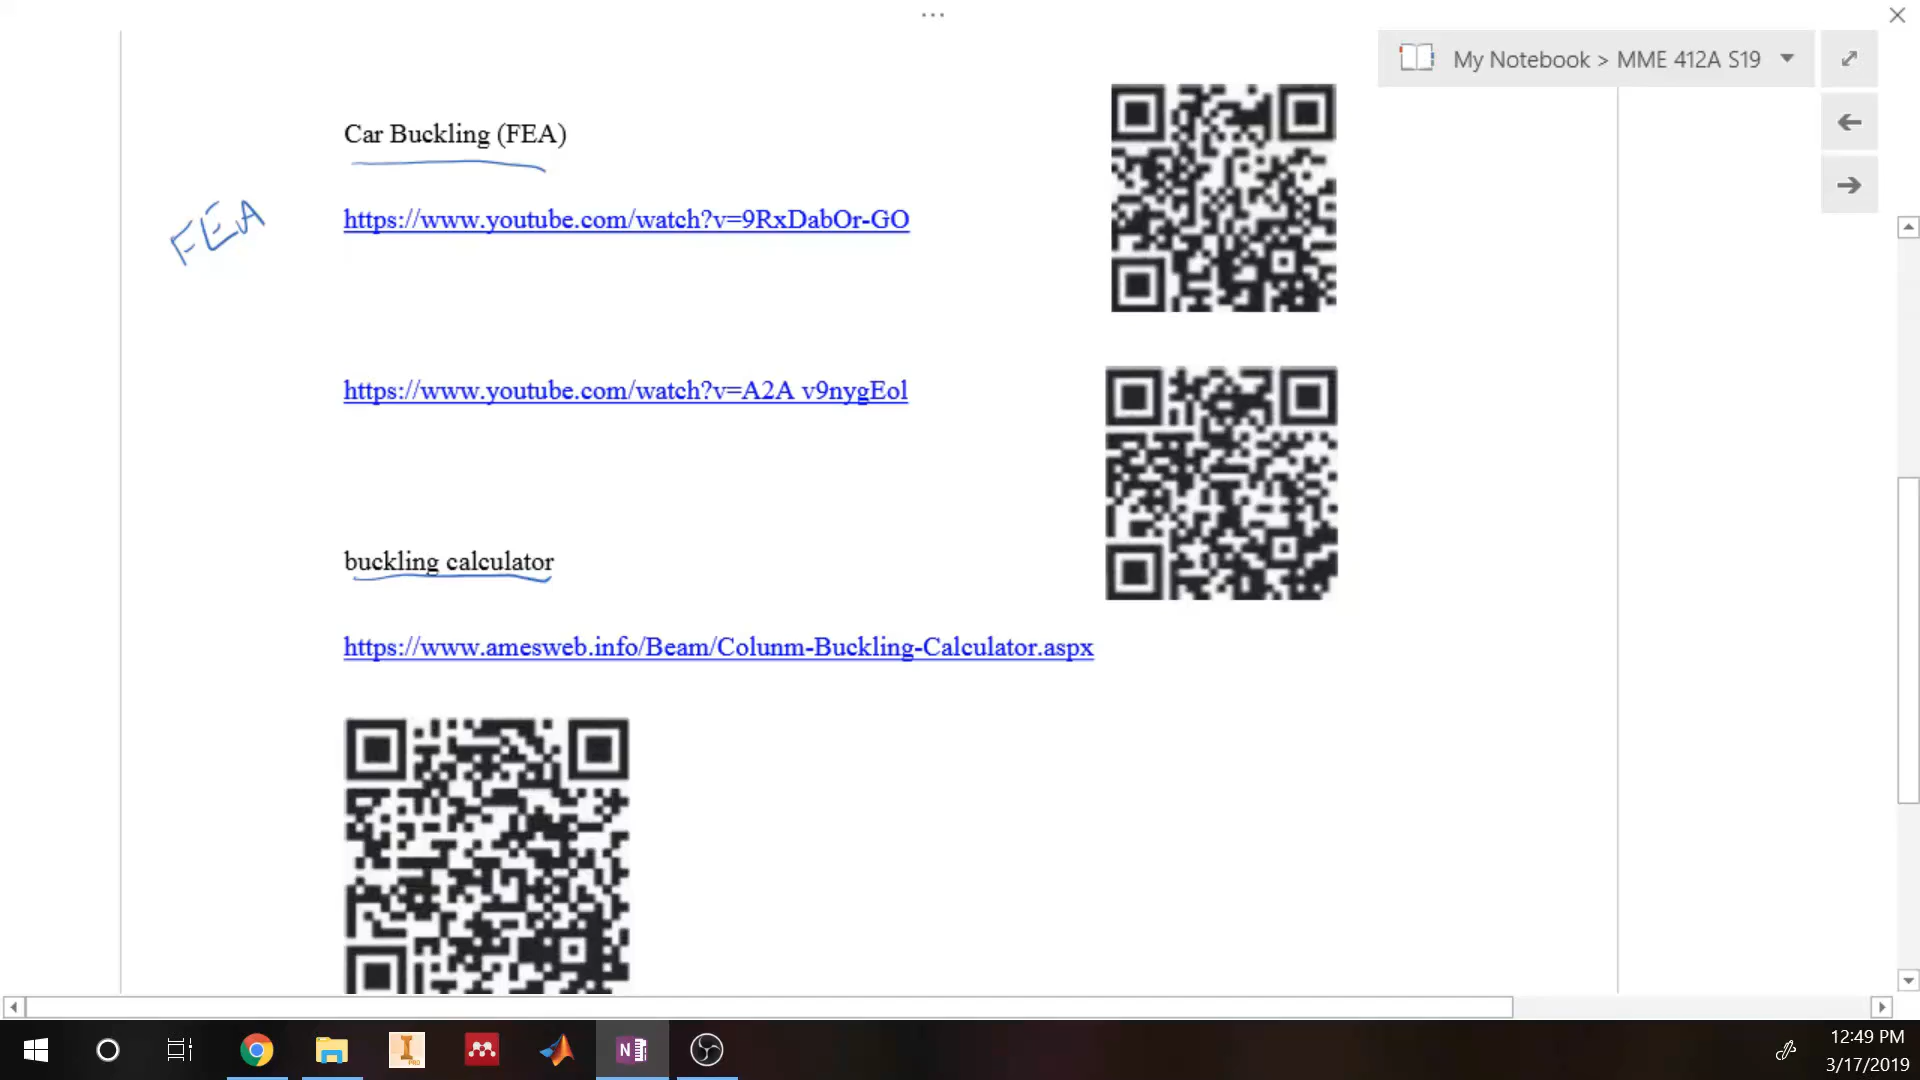 My Notebook > MME 412A S19
Car Buckling (FEA)
FEA
https://www.youtube.com/watch?v=9RxDabOr-GO
https://www.youtube.com/watch?v=A2A v9nygEol
buckling calculator
https://www.amesweb.info/Beam/Colunm-Buckling-Calculator.aspx
I PRO
N
12:49 PM
3/17/2019